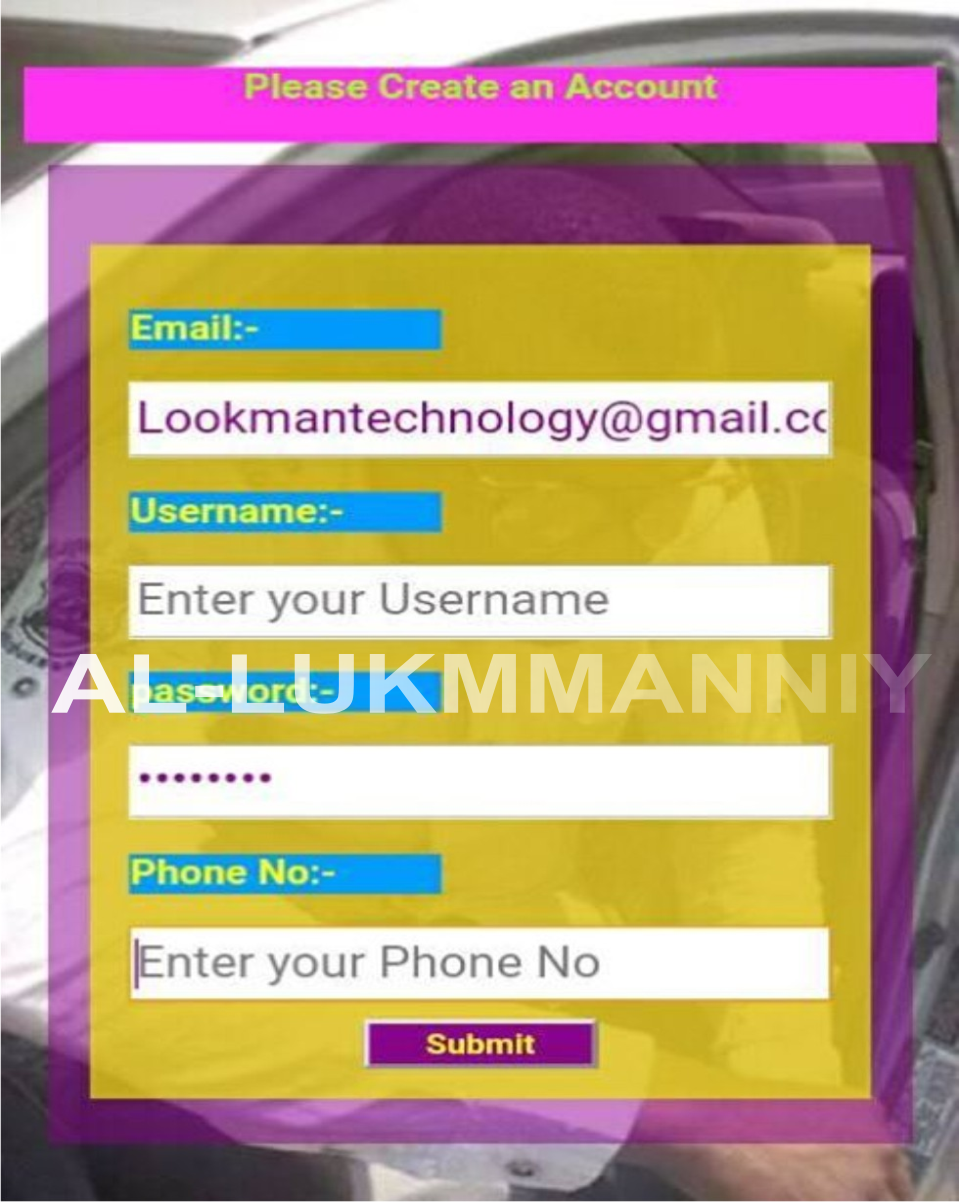 Please Create an Account
Email:-
Lookmantechnology@gmail.cc
Username:-
Enter your Username
AL-LUKMMANNIY
password:-
••••••••
Phone No:-
Enter your Phone No
Submit